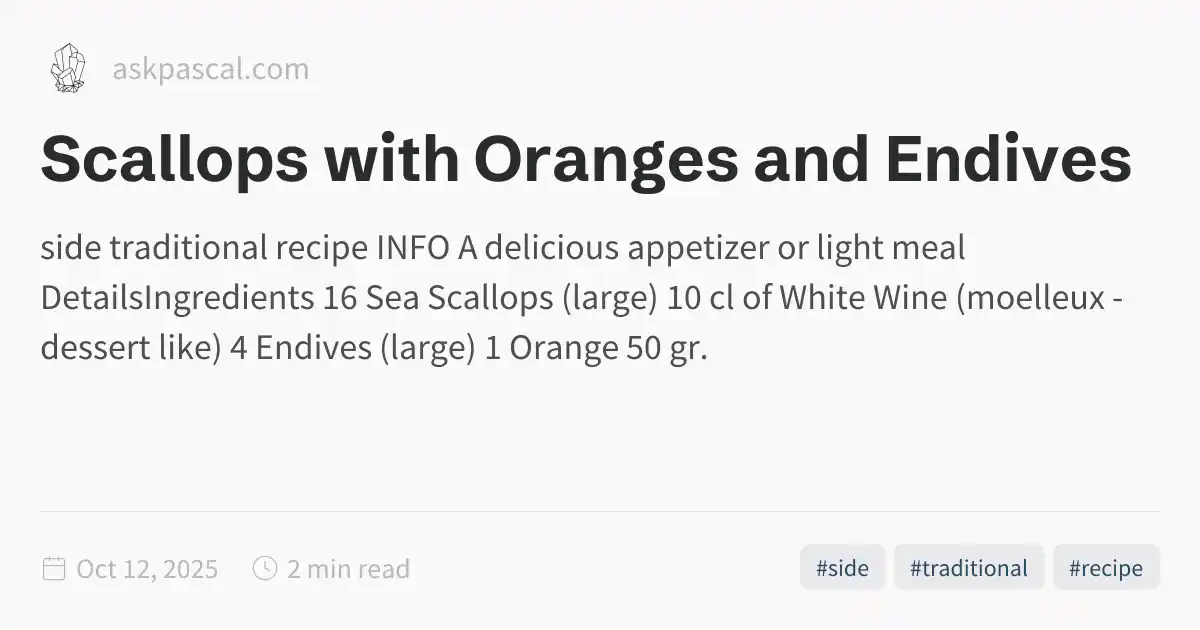 askpascal.com
Scallops with Oranges and Endives
side traditional recipe INFO A delicious appetizer or light meal
DetailsIngredients 16 Sea Scallops (large) 10 cl of White Wine (moelleux -
dessert like) 4 Endives (large) 1 Orange 50 gr.
Oct 12, 2025 2 min read #side #traditional #recipe